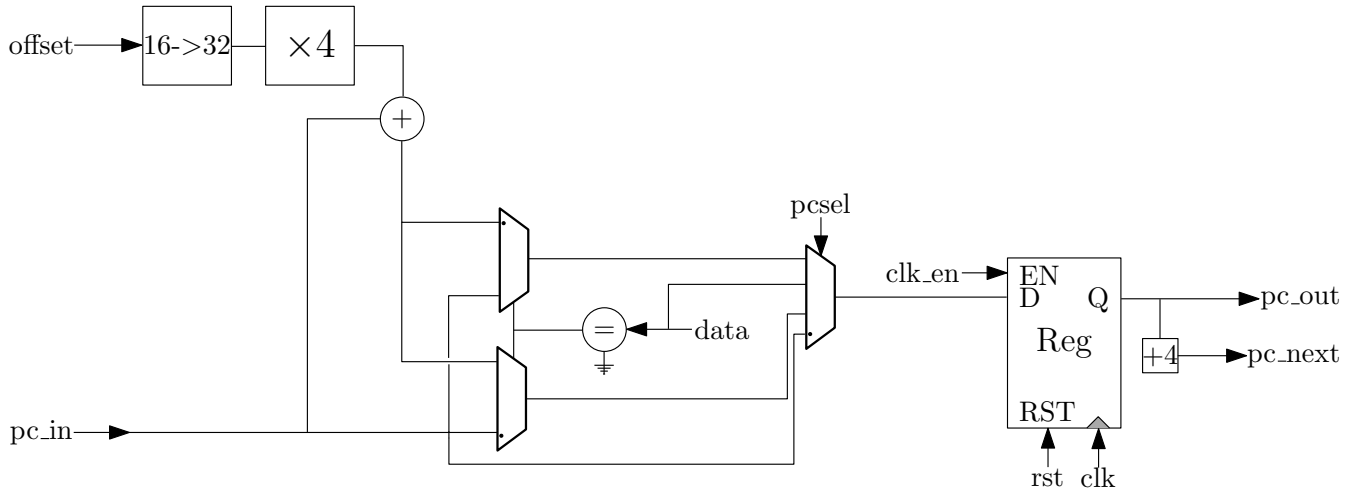 offset
16->32
×4
+
pcsel
clk_en
EN
D
Q
pc_out
=
data
Reg
+4
pc_next
RST
pc_in
rst
clk